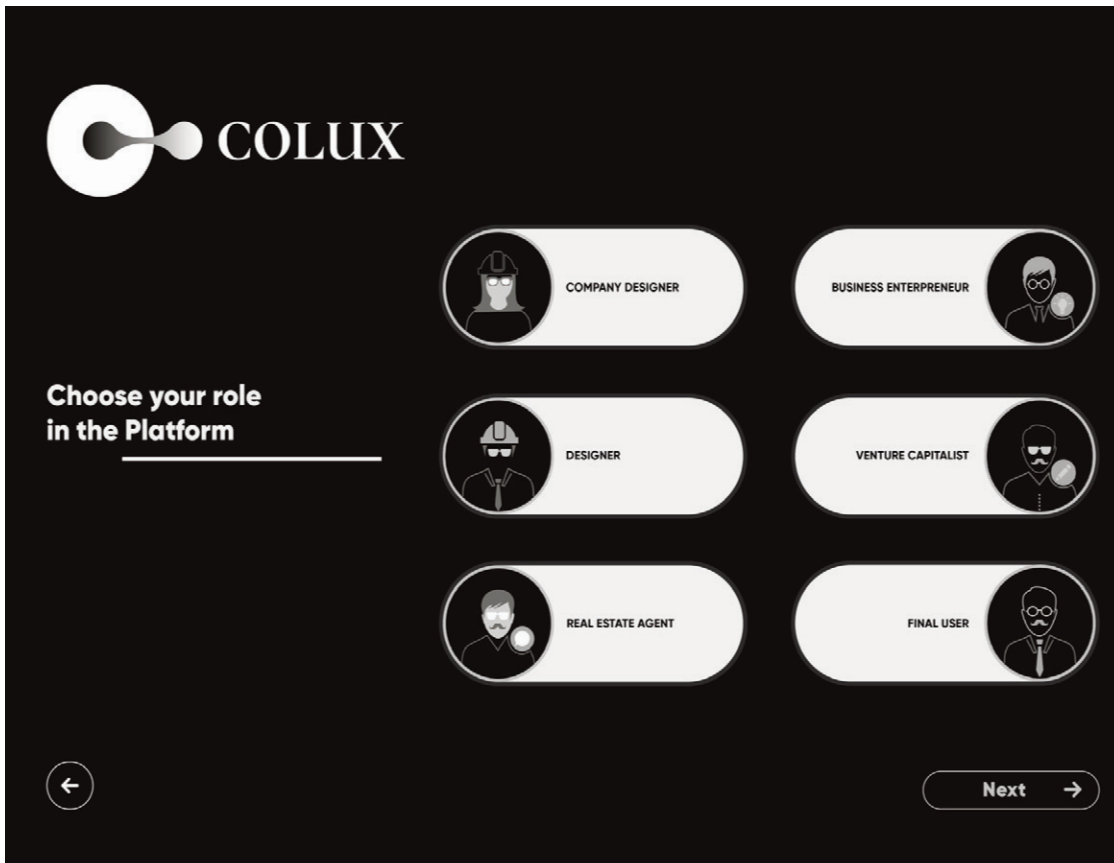 COLUX
Choose your role
in the Platform
COMPANY DESIGNER
BUSINESS ENTERPRENEUR
DESIGNER
VENTURE CAPITALIST
REAL ESTATE AGENT
FINAL USER
Next